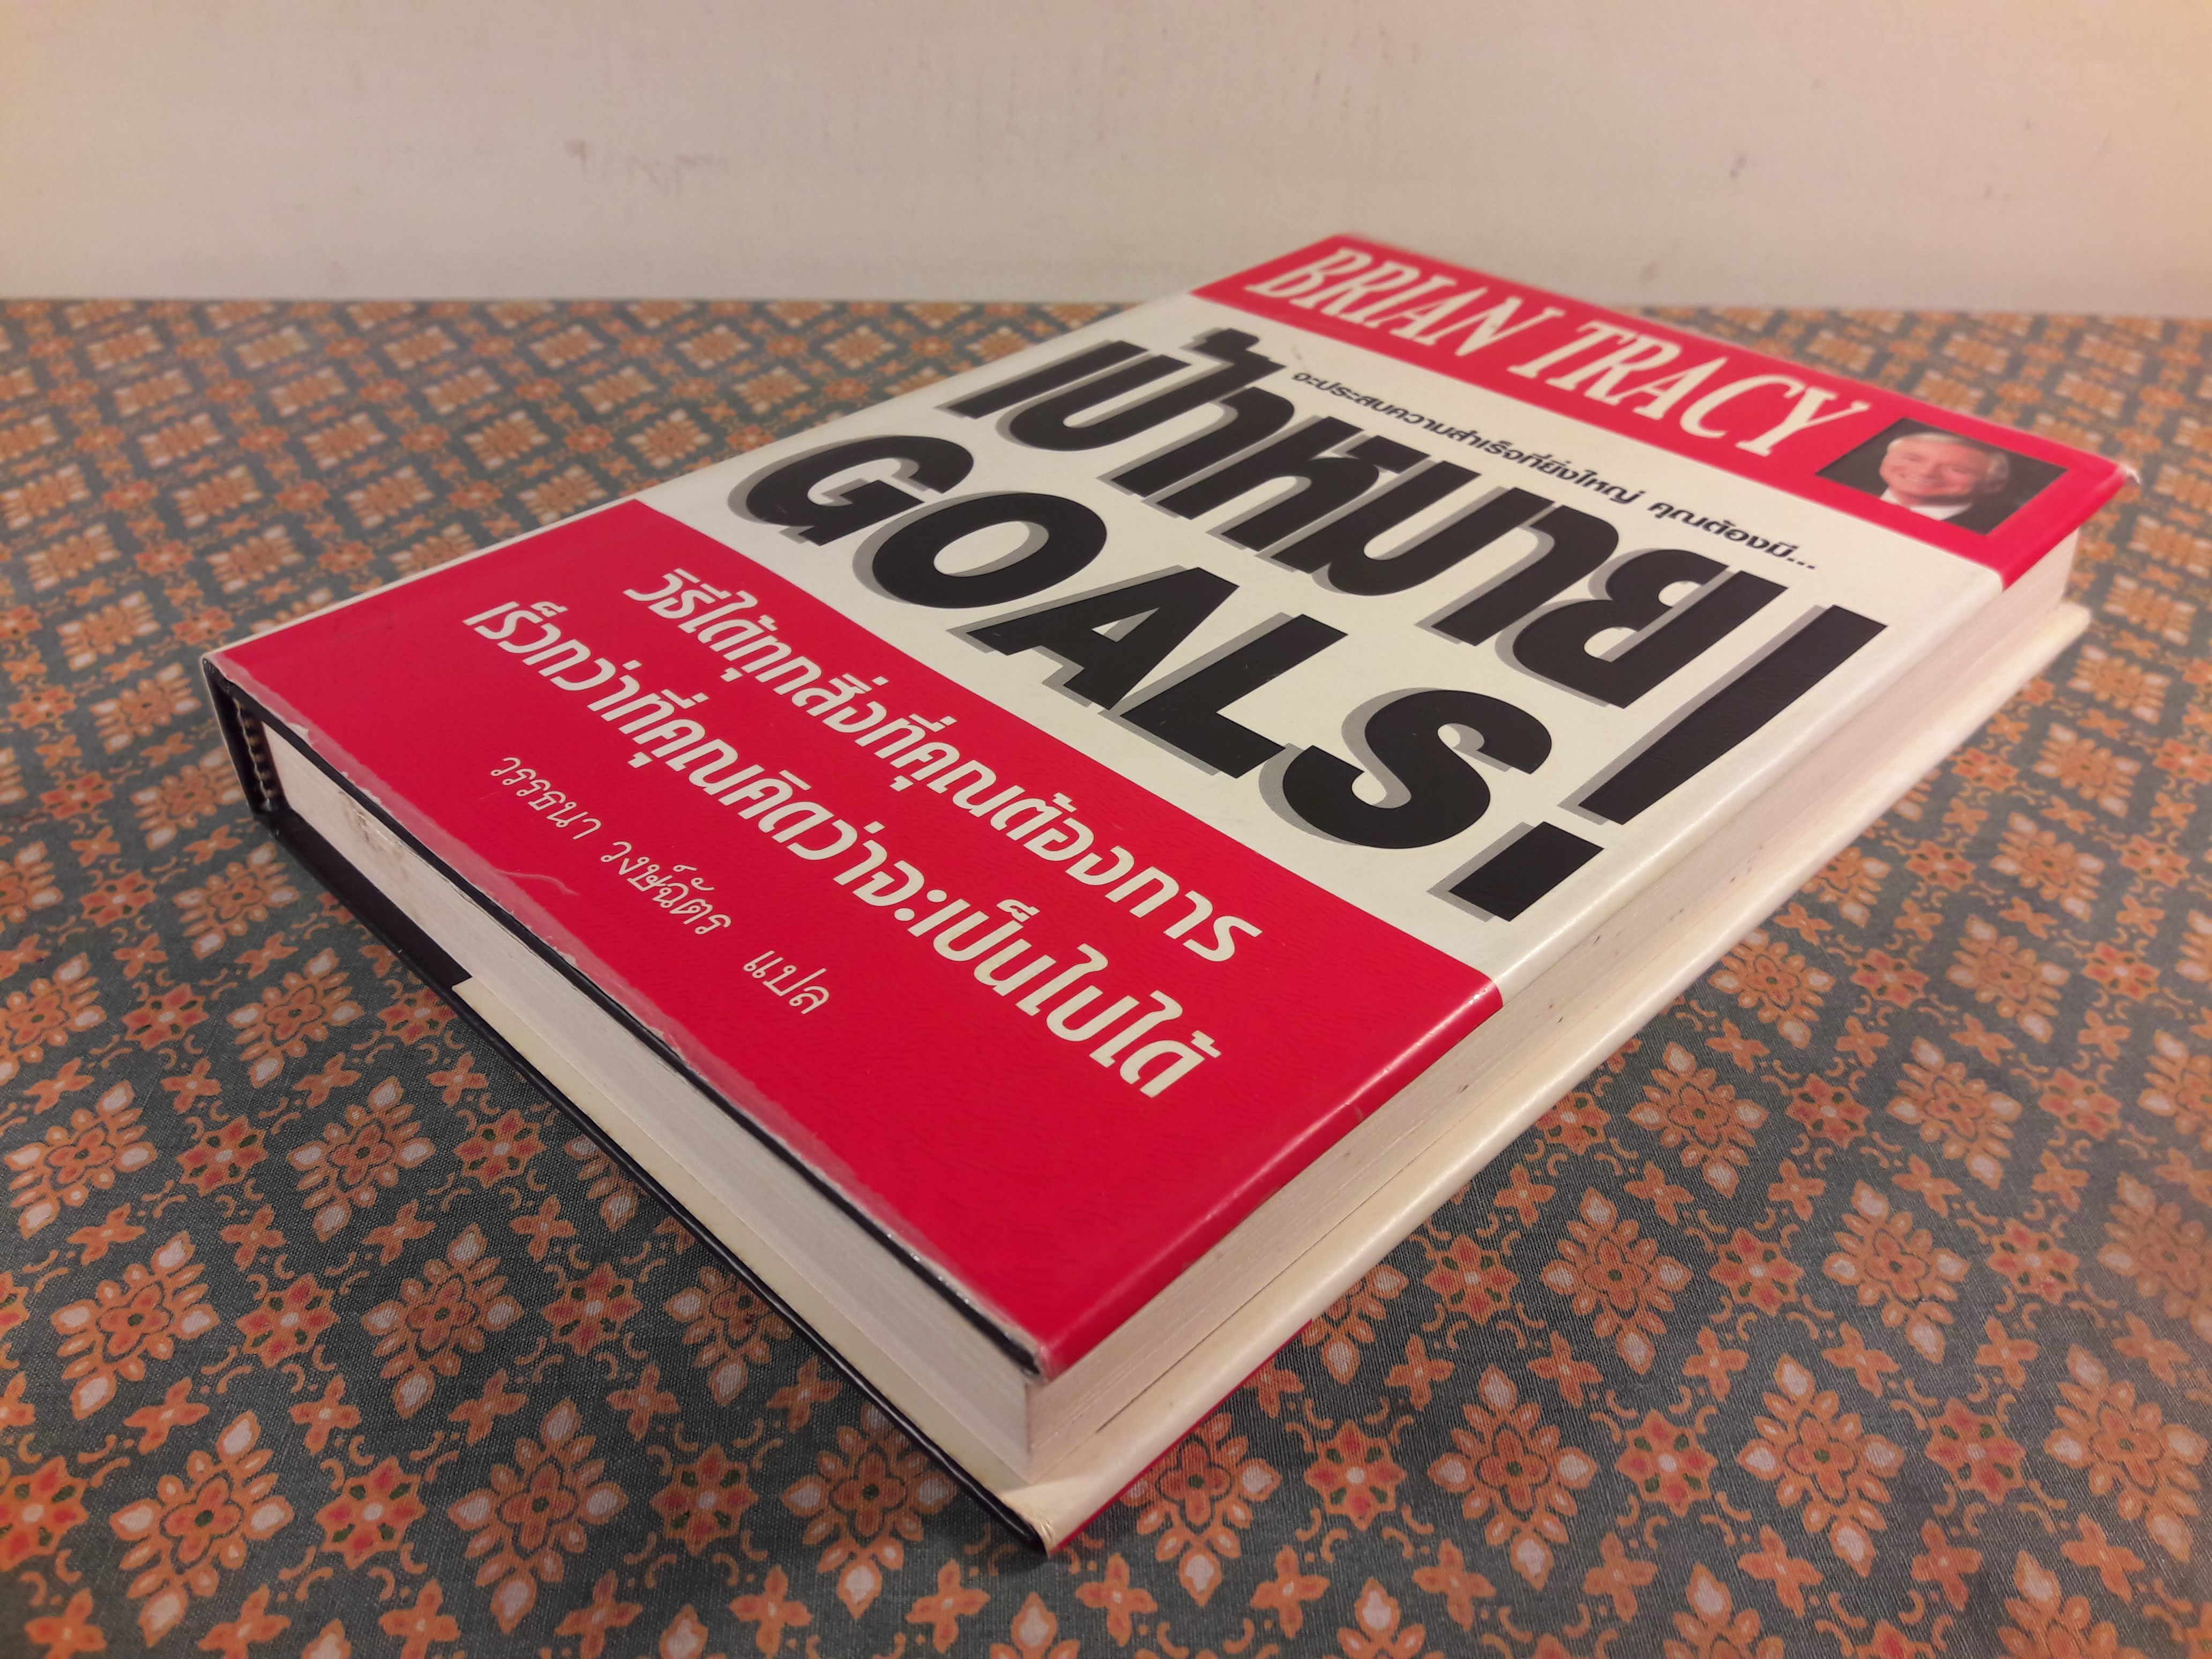 BRIAN TRACY
จะประสบความสำเร็จที่ยิ่งใหญ่ คุณต้องมี...
เป้าหมาย!
GOALS!
วิธีได้ทุกสิ่งที่คุณต้องการ
เร็วกว่าที่คุณคิดว่าจะเป็นไปได้
วรรธนา วงษ์ฉัตร แปล